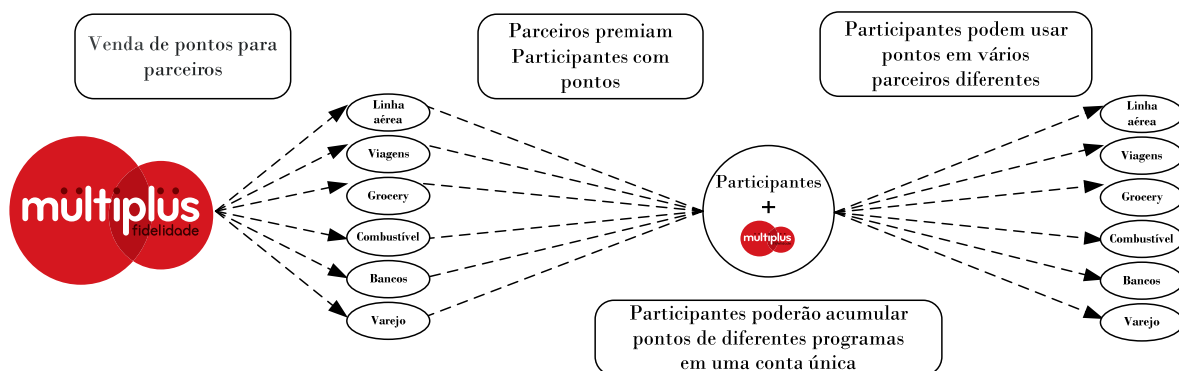 Venda de pontos para
parceiros
Parceiros premiam
Participantes com
pontos
Participantes podem usar
pontos em vários
parceiros diferentes
multiplus
fidelidade
Linha
aérea
Viagens
Grocery
Combustível
Bancos
Varejo
Participantes
+
multiplus
Linha
aérea
Viagens
Grocery
Combustível
Bancos
Varejo
Participantes poderão acumular
pontos de diferentes programas
em uma conta única